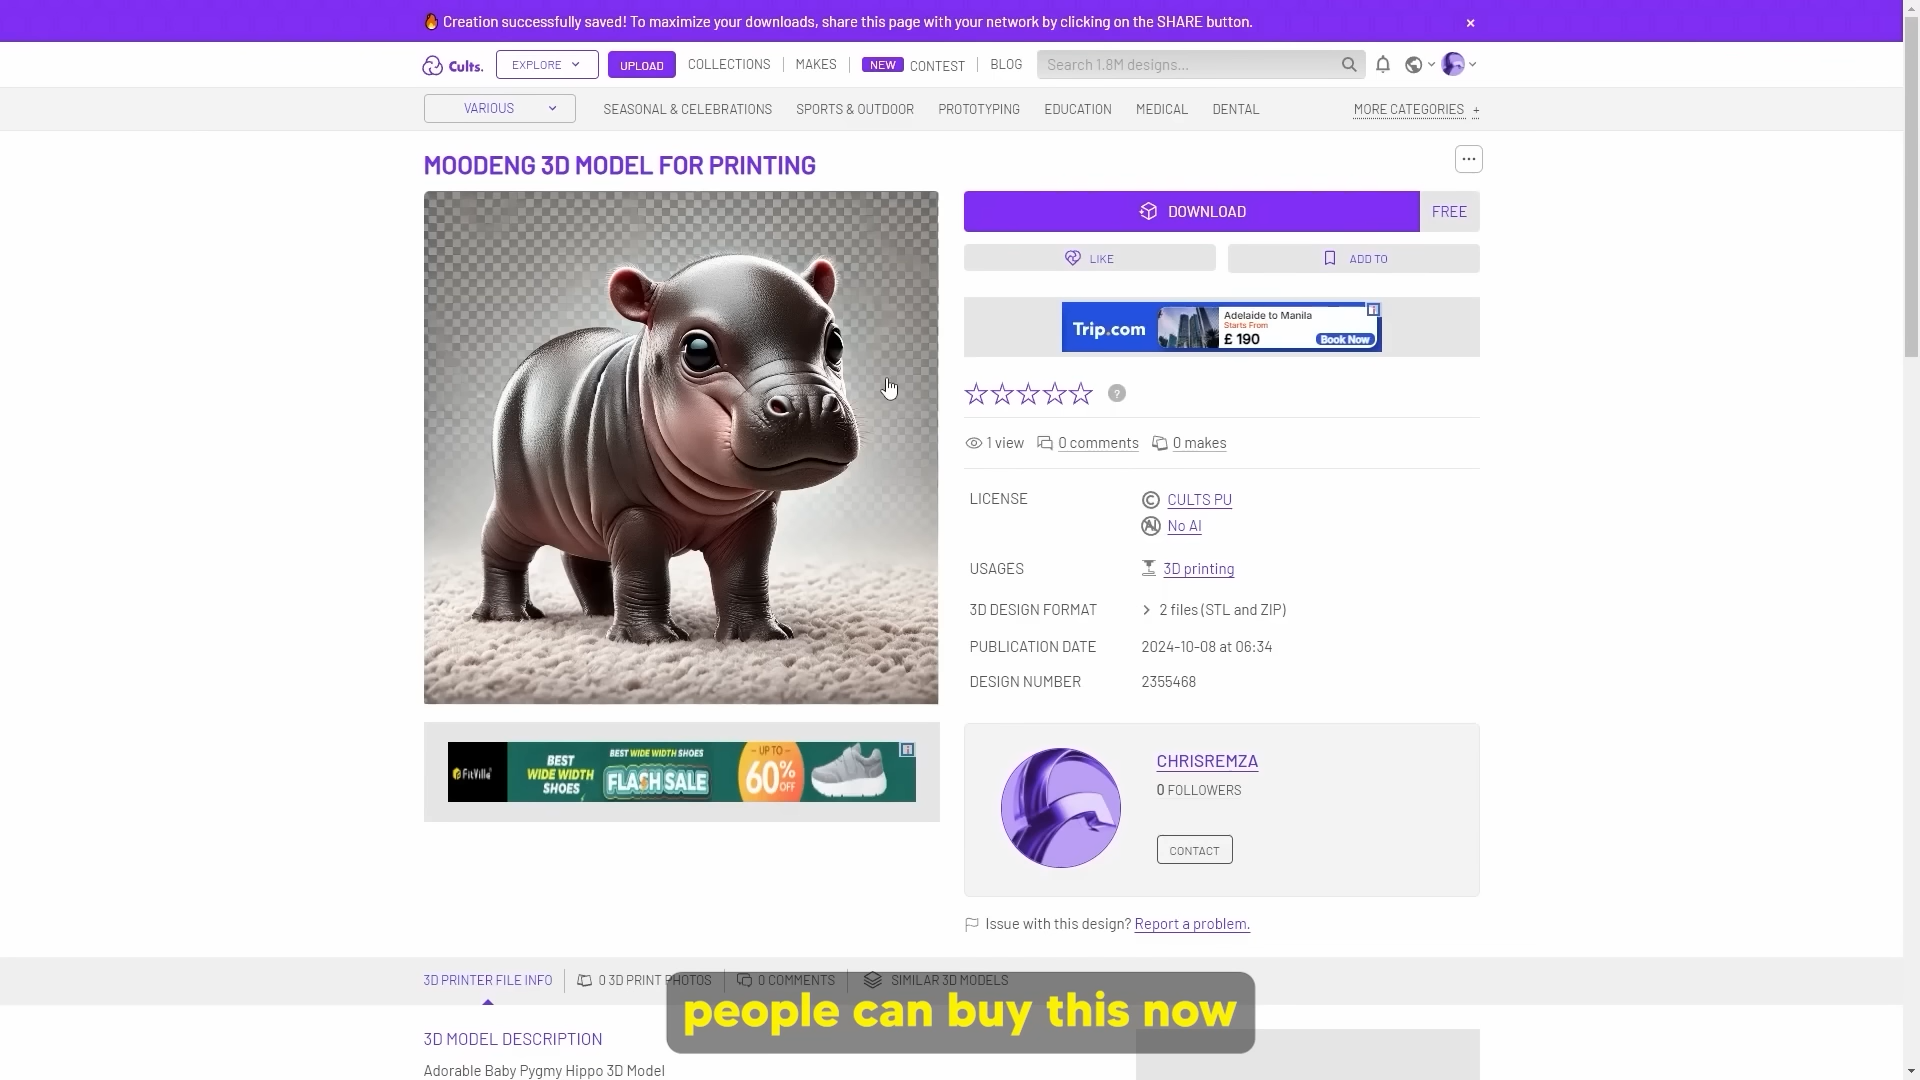 Creation successfully saved! To maximize your downloads, share this page with your network by clicking on the SHARE button.
×
Cults.
EXPLORE
UPLOAD
COLLECTIONS
MAKES
NEW
CONTEST
BLOG
Search 1.8M designs...
VARIOUS
SEASONAL & CELEBRATIONS
SPORTS & OUTDOOR
PROTOTYPING
EDUCATION
MEDICAL
DENTAL
MORE CATEGORIES +
MOODENG 3D MODEL FOR PRINTING
DOWNLOAD
FREE
LIKE
ADD TO
Trip.com
Adelaide to Manila
Starts From
£ 190
Book Now
?
1 view
0 comments
0 makes
LICENSE
CULTS PU
No AI
USAGES
3D printing
3D DESIGN FORMAT
2 files (STL and ZIP)
PUBLICATION DATE
2024-10-08 at 06:34
DESIGN NUMBER
2355468
FitVille
BEST
WIDE WIDTH
SHOES
BEST WIDE WIDTH SHOES
FLASH SALE
UP TO
60%
OFF
CHRISREMZA
0 FOLLOWERS
CONTACT
Issue with this design? Report a problem.
3D PRINTER FILE INFO
0 3D PRINT PHOTOS
0 COMMENTS
SIMILAR 3D MODELS
people can buy this now
3D MODEL DESCRIPTION
Adorable Baby Pygmy Hippo 3D Model